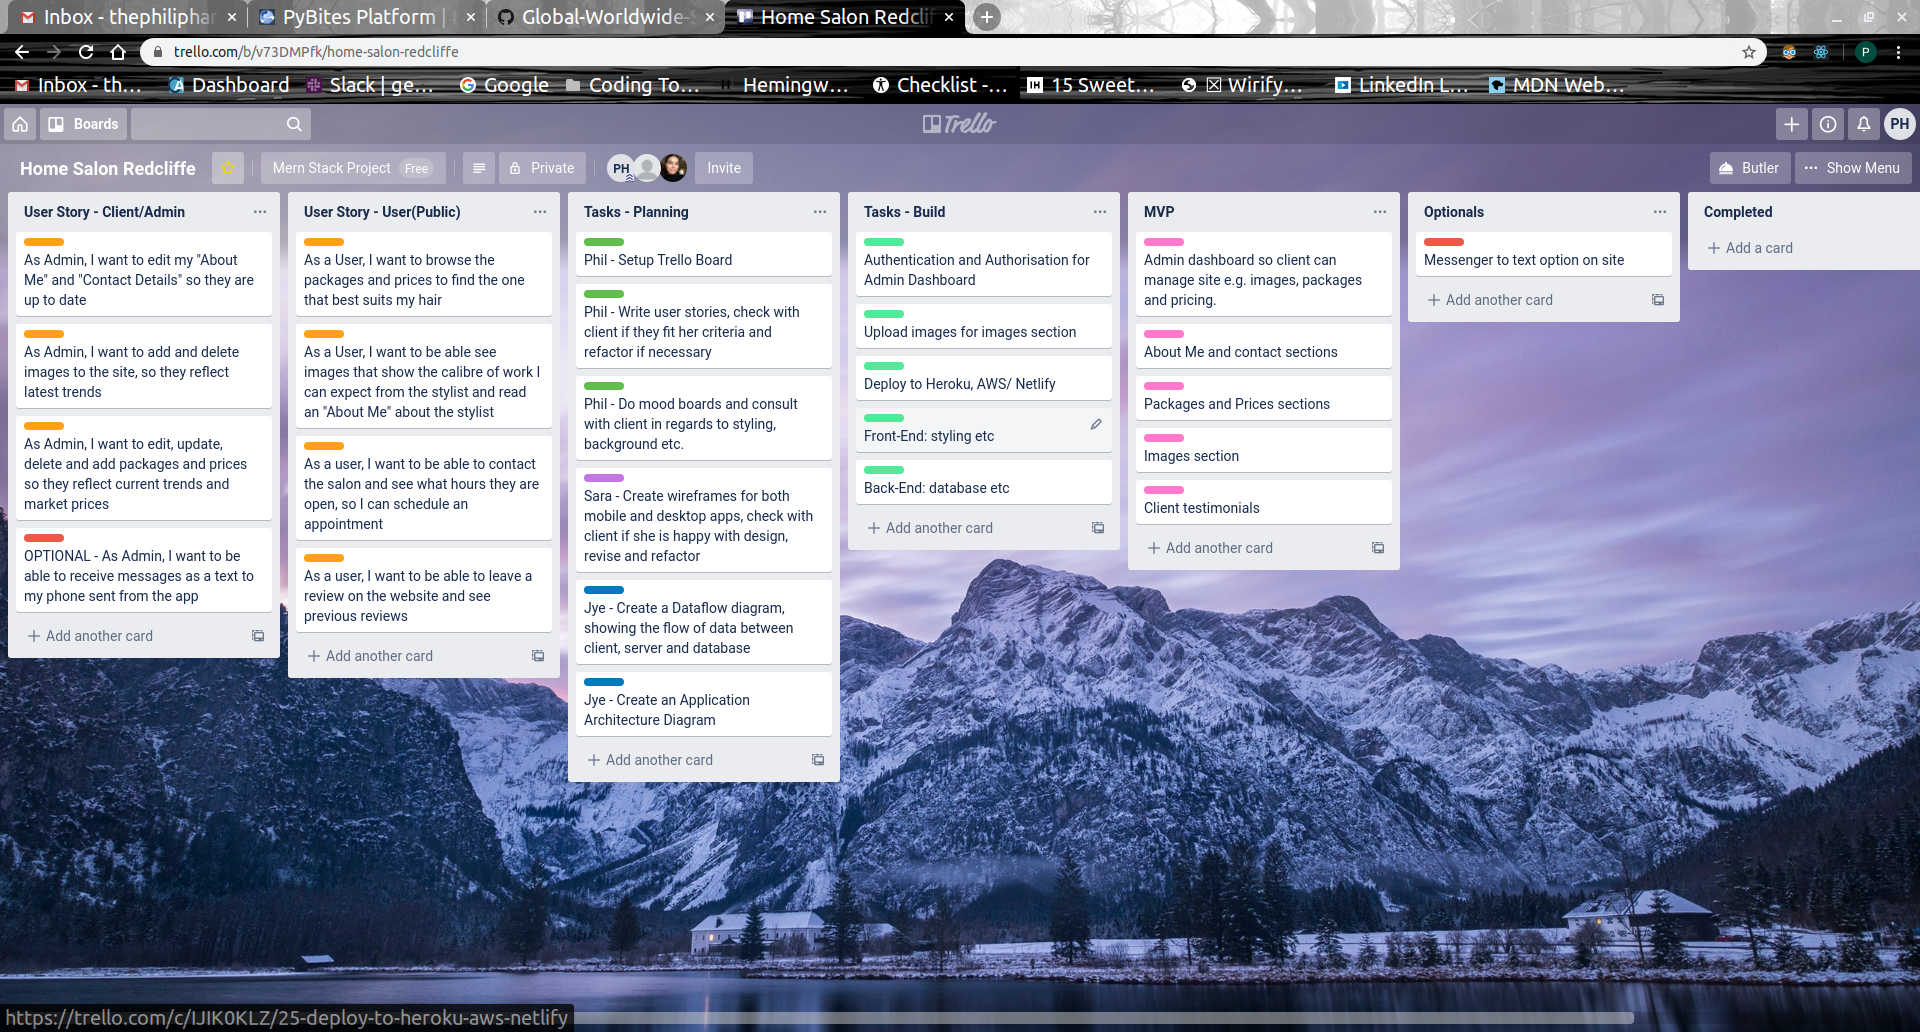 Inbox - thephiliphar
PyBites Platform |
Global-Worldwide-S
Home Salon Redclif
trello.com/b/v73DMPfk/home-salon-redcliffe
P
Inbox - th...
Dashboard
Slack | ge...
Google
Coding To...
Hemingw...
Checklist -...
15 Sweet...
Wirify...
LinkedIn L...
MDN Web...
Boards
Trello
PH
Home Salon Redcliffe
Mern Stack Project Free
Private
PH
Invite
Butler
Show Menu
User Story - Client/Admin
As Admin, I want to edit my "About
Me" and "Contact Details" so they are
up to date
As Admin, I want to add and delete
images to the site, so they reflect
latest trends
As Admin, I want to edit, update,
delete and add packages and prices
so they reflect current trends and
market prices
OPTIONAL - As Admin, I want to be
able to receive messages as a text to
my phone sent from the app
Add another card
User Story - User(Public)
As a User, I want to browse the
packages and prices to find the one
that best suits my hair
As a User, I want to be able see
images that show the calibre of work I
can expect from the stylist and read
an "About Me" about the stylist
As a user, I want to be able to contact
the salon and see what hours they are
open, so I can schedule an
appointment
As a user, I want to be able to leave a
review on the website and see
previous reviews
Add another card
Tasks - Planning
Phil - Setup Trello Board
Phil - Write user stories, check with
client if they fit her criteria and
refactor if necessary
Phil - Do mood boards and consult
with client in regards to styling,
background etc.
Sara - Create wireframes for both
mobile and desktop apps, check with
client if she is happy with design,
revise and refactor
Jye - Create a Dataflow diagram,
showing the flow of data between
client, server and database
Jye - Create an Application
Architecture Diagram
Add another card
Tasks - Build
Authentication and Authorisation for
Admin Dashboard
Upload images for images section
Deploy to Heroku, AWS/ Netlify
Front-End: styling etc
Back-End: database etc
Add another card
MVP
Admin dashboard so client can
manage site e.g. images, packages
and pricing.
About Me and contact sections
Packages and Prices sections
Images section
Client testimonials
Add another card
Optionals
Messenger to text option on site
Add another card
Completed
Add a card
https://trello.com/c/IJIK0KLZ/25-deploy-to-heroku-aws-netlify